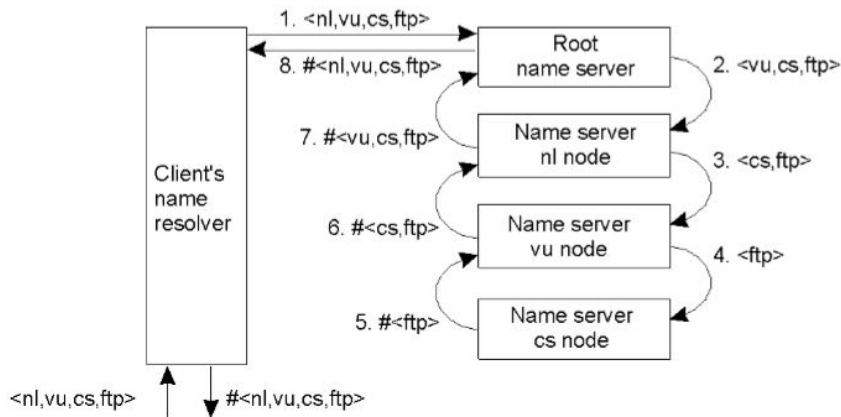 1. <nl,vu,cs,ftp>
Root
name server
8. #<nl,vu,cs,ftp>
2. <vu,cs,ftp>
7. #<vu,cs,ftp>
Name server
nl node
3. <cs,ftp>
Client's
name
resolver
6. #<cs,ftp>
Name server
vu node
4. <ftp>
5. #<ftp>
Name server
cs node
<nl,vu,cs,ftp>
#<nl,vu,cs,ftp>